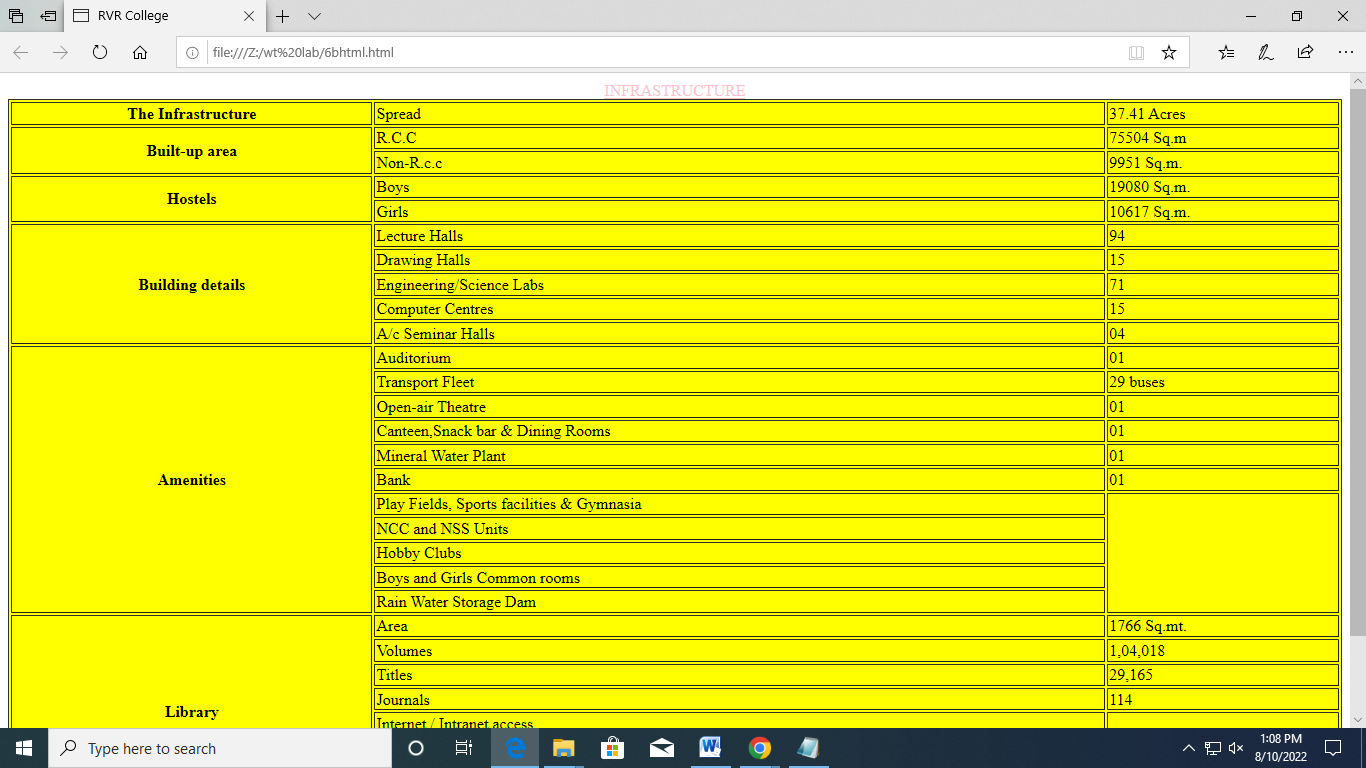 RVR College
file:///Z:/wt%20lab/6bhtml.html
INFRASTRUCTURE
The Infrastructure Spread 37.41 Acres
Built-up area R.C.C 75504 Sq.m
Non-R.c.c 9951 Sq.m.
Hostels Boys 19080 Sq.m.
Girls 10617 Sq.m.
Building details Lecture Halls 94
Drawing Halls 15
Engineering/Science Labs 71
Computer Centres 15
A/c Seminar Halls 04
Amenities Auditorium 01
Transport Fleet 29 buses
Open-air Theatre 01
Canteen,Snack bar & Dining Rooms 01
Mineral Water Plant 01
Bank 01
Play Fields, Sports facilities & Gymnasia
NCC and NSS Units
Hobby Clubs
Boys and Girls Common rooms
Rain Water Storage Dam
Library Area 1766 Sq.mt.
Volumes 1,04,018
Titles 29,165
Journals 114
Internet / Intranet access
Type here to search
1:08 PM
8/10/2022